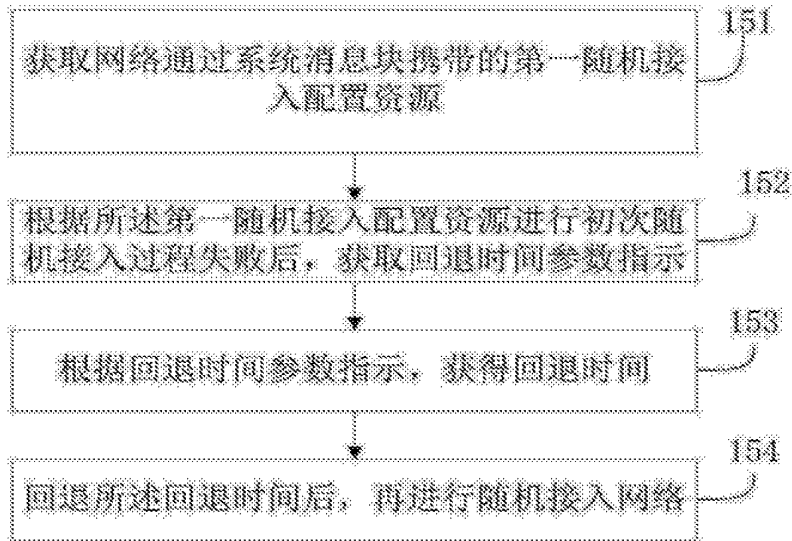 151
获取网络通过系统消息块携带的第一随机接
入配置资源
152
根据所述第一随机接入配置资源进行初次随
机接入过程失败后，获取回退时间参数指示
153
根据回退时间参数指示，获得回退时间
154
回退所述回退时间后，再进行随机接入网络